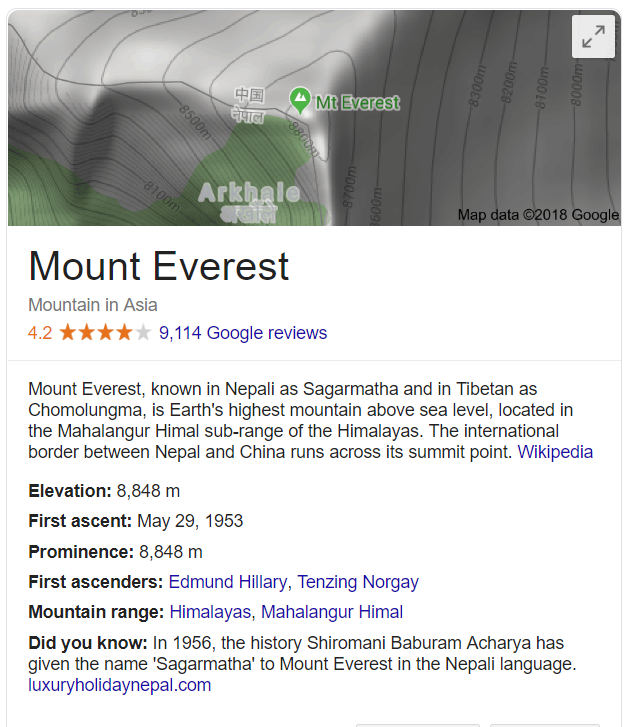 中国
नेपाल
Mt Everest
8500m
8800m
8100m
8700m
8600m
8300m
8200m
8100m
8000m
Arkhale
अर्खाले
Map data ©2018 Google
Mount Everest
Mountain in Asia
4.2 ★★★★★ 9,114 Google reviews
Mount Everest, known in Nepali as Sagarmatha and in Tibetan as
Chomolungma, is Earth's highest mountain above sea level, located in
the Mahalangur Himal sub-range of the Himalayas. The international
border between Nepal and China runs across its summit point. Wikipedia
Elevation: 8,848 m
First ascent: May 29, 1953
Prominence: 8,848 m
First ascenders: Edmund Hillary, Tenzing Norgay
Mountain range: Himalayas, Mahalangur Himal
Did you know: In 1956, the history Shiromani Baburam Acharya has
given the name 'Sagarmatha' to Mount Everest in the Nepali language.
luxuryholidaynepal.com